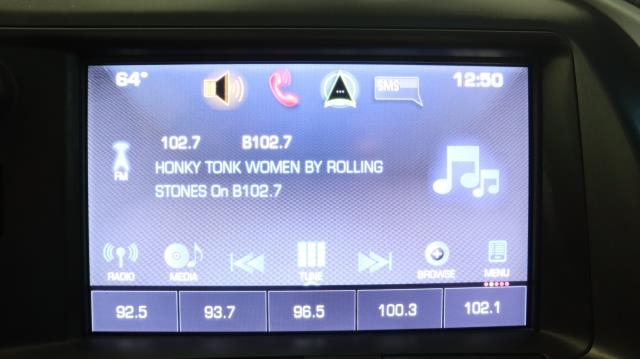 64° SMS 12:50
102.7 B102.7
FM
HONKY TONK WOMEN BY ROLLING
STONES On B102.7
RADIO MEDIA TUNE BROWSE MENU
92.5 93.7 96.5 100.3 102.1